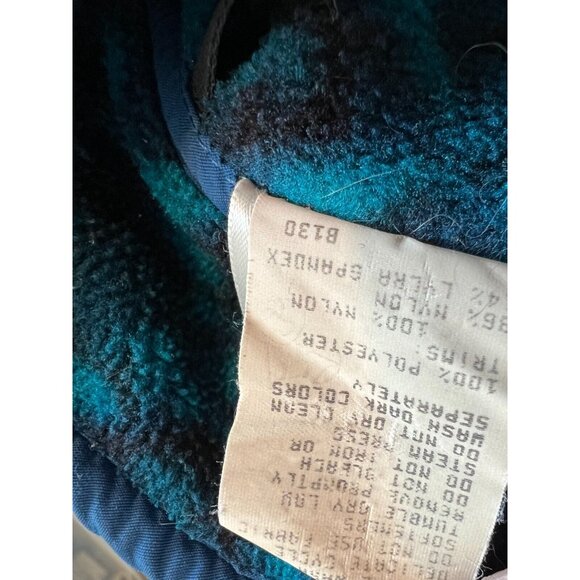 DELICATE CYCLE
DO NOT USE FABRIC
SOFTENERS
TUMBLE DRY LOW
REMOVE PROMPTLY
DO NOT BLEACH
DO NOT IRON OR
STEAM PRESS
DO NOT DRY CLEAN
WASH DARK COLORS
SEPARATELY
100% POLYESTER
TRIMS:
100% NYLON
96% NYLON
4% LYCRA SPANDEX
B130